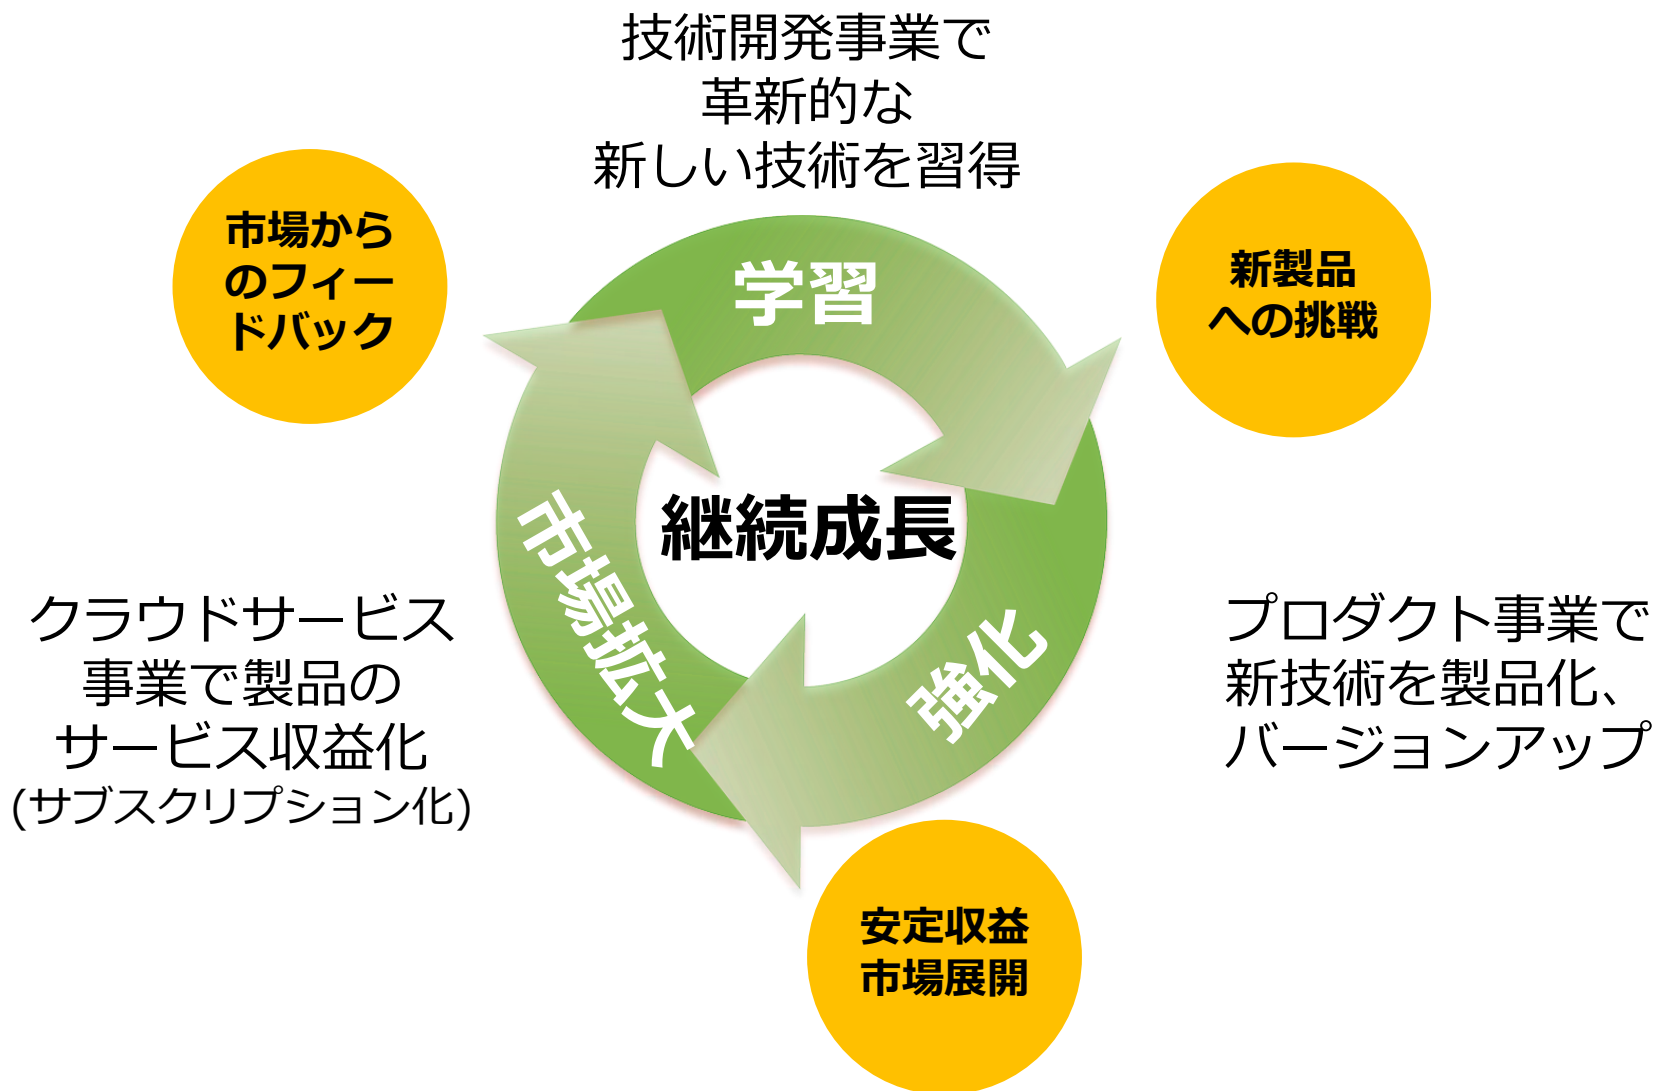 技術開発事業で
革新的な
新しい技術を習得
市場から
のフィー
ドバック
新製品
への挑戦
学習
継続成長
市場拡大
強化
クラウドサービス
事業で製品の
サービス収益化
(サブスクリプション化)
プロダクト事業で
新技術を製品化、
バージョンアップ
安定収益
市場展開